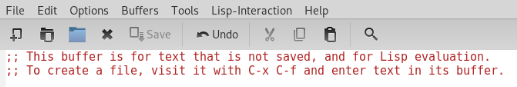 File Edit Options Buffers Tools Lisp-Interaction Help
Save Undo
;; This buffer is for text that is not saved, and for Lisp evaluation.
;; To create a file, visit it with C-x C-f and enter text in its buffer.